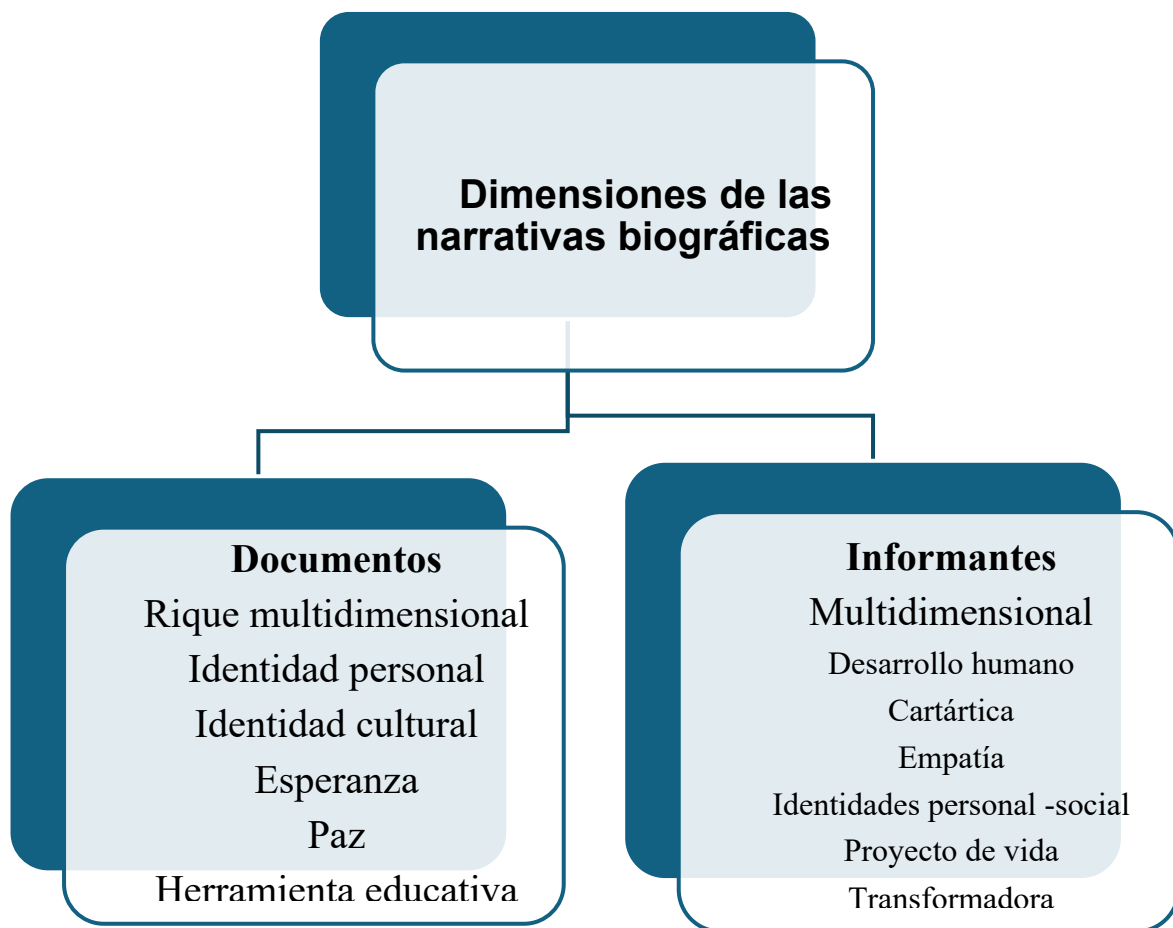 Dimensiones de las
narrativas biográficas
Documentos
Rique multidimensional
Identidad personal
Identidad cultural
Esperanza
Paz
Herramienta educativa
Informantes
Multidimensional
Desarrollo humano
Cartártica
Empatía
Identidades personal -social
Proyecto de vida
Transformadora